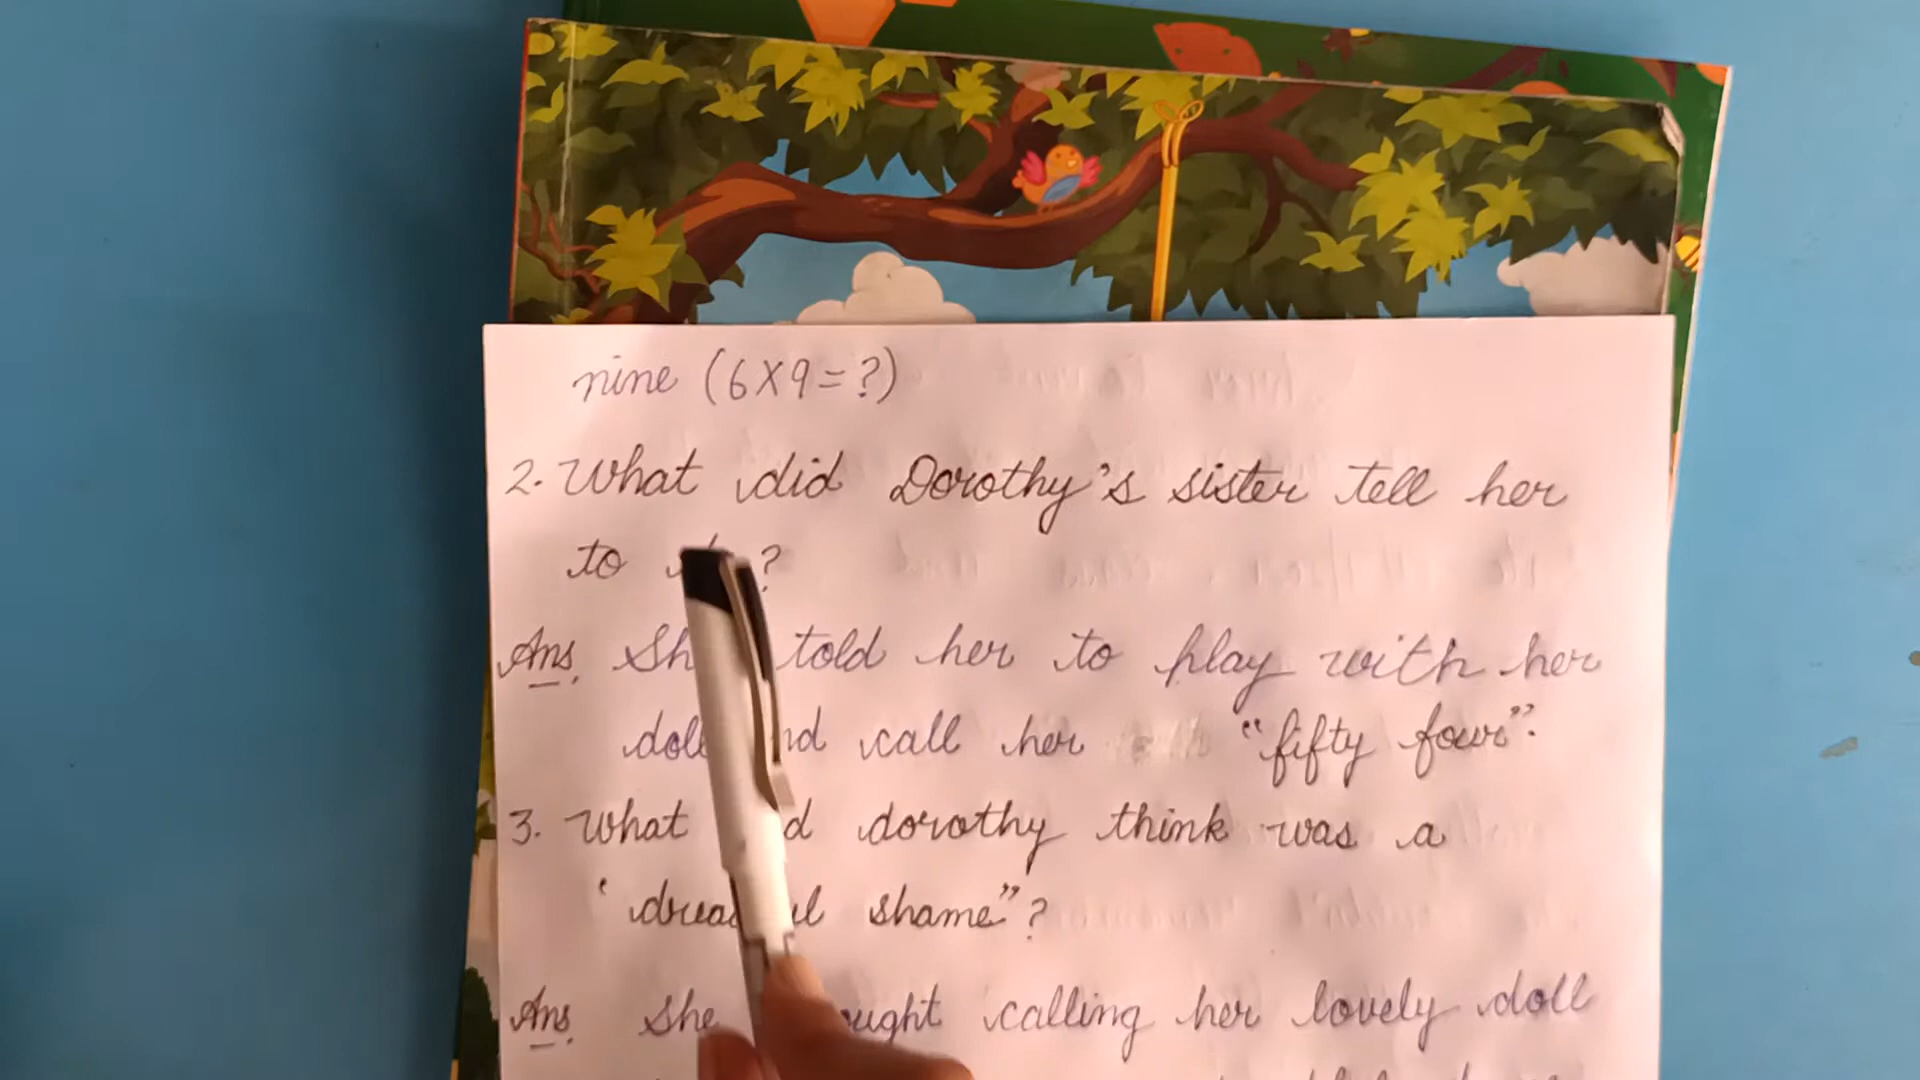 nine (6X9=?)
2. What did Dorothy's sister tell her
to ?
Ans. told her to play with her
call her "fifty four".
3. What dorothy think was a
shame"?
Ans. She calling her lovely doll